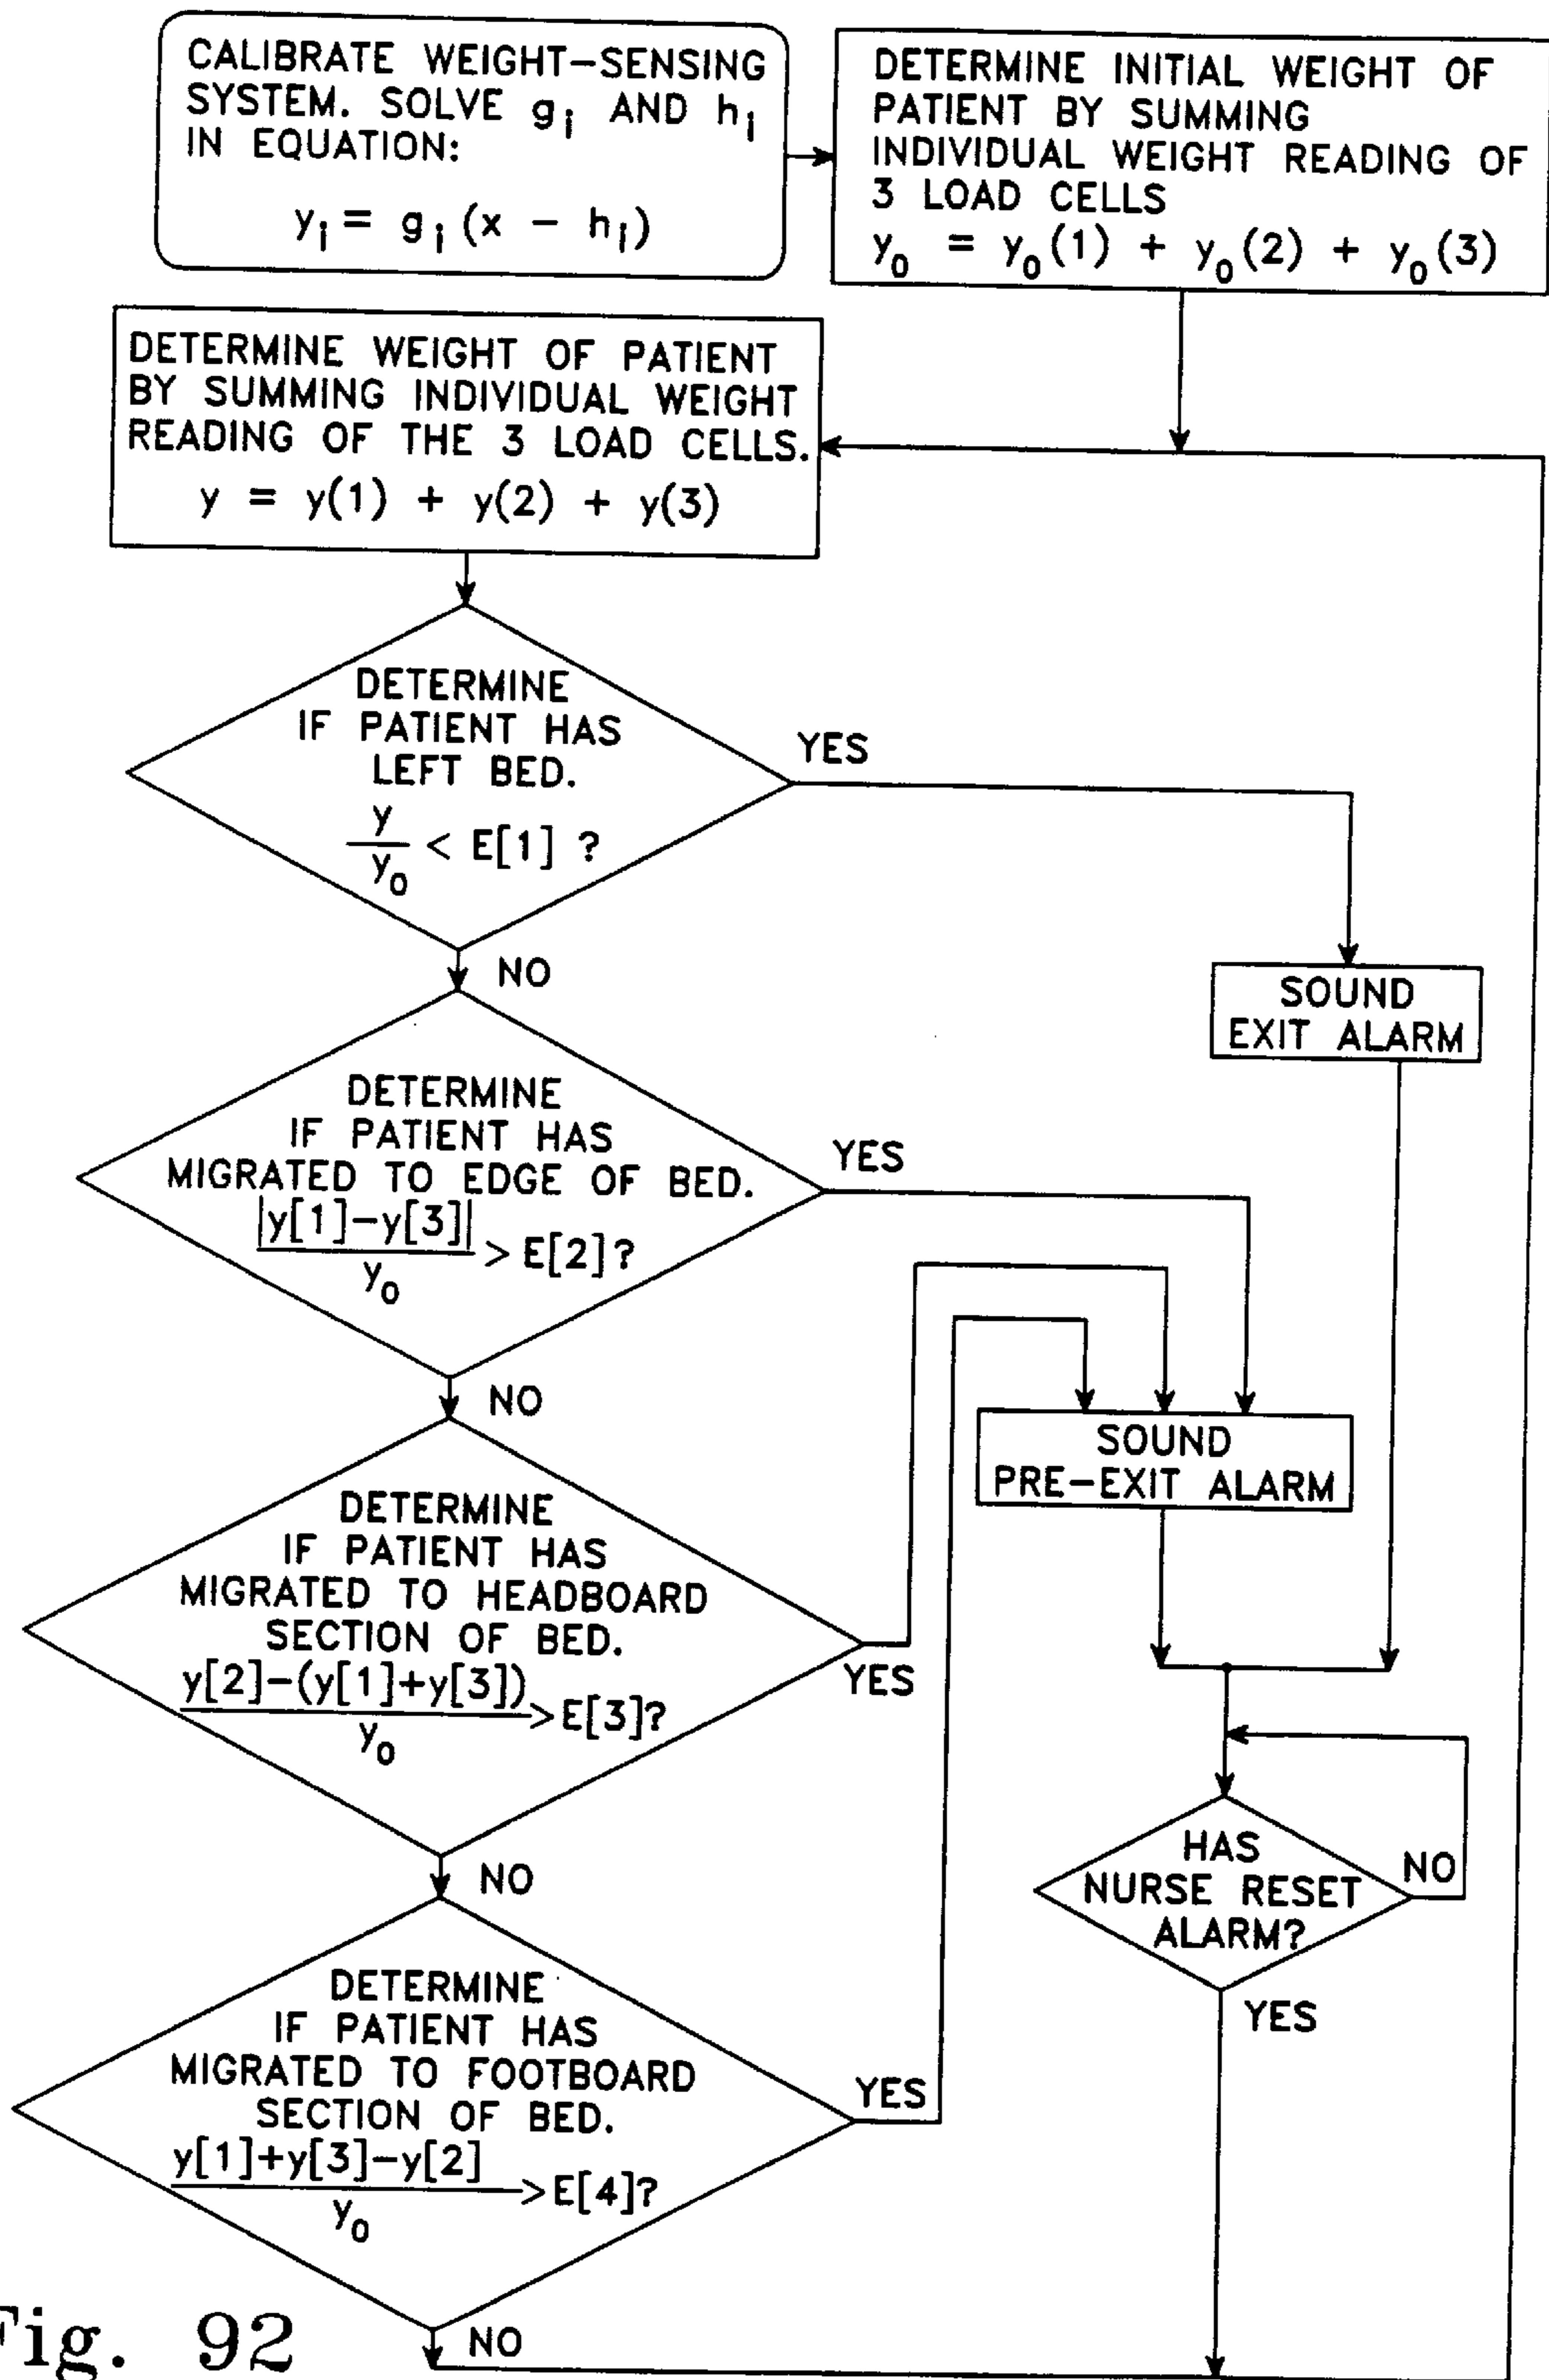 CALIBRATE WEIGHT-SENSING
SYSTEM. SOLVE gi AND hi
IN EQUATION:
yi = gi (x - hi)
DETERMINE INITIAL WEIGHT OF
PATIENT BY SUMMING
INDIVIDUAL WEIGHT READING OF
3 LOAD CELLS
y0 = y0(1) + y0(2) + y0(3)
DETERMINE WEIGHT OF PATIENT
BY SUMMING INDIVIDUAL WEIGHT
READING OF THE 3 LOAD CELLS.
y = y(1) + y(2) + y(3)
DETERMINE
IF PATIENT HAS
LEFT BED.
y
< E[1] ?
y0
YES
NO
SOUND
EXIT ALARM
DETERMINE
IF PATIENT HAS
MIGRATED TO EDGE OF BED.
|y[1]-y[3]|
> E[2]?
y0
YES
NO
SOUND
PRE-EXIT ALARM
DETERMINE
IF PATIENT HAS
MIGRATED TO HEADBOARD
SECTION OF BED.
y[2]-(y[1]+y[3])
>E[3]?
y0
YES
NO
HAS
NURSE RESET
ALARM?
NO
YES
DETERMINE
IF PATIENT HAS
MIGRATED TO FOOTBOARD
SECTION OF BED.
y[1]+y[3]-y[2]
>E[4]?
y0
YES
NO
Fig. 92